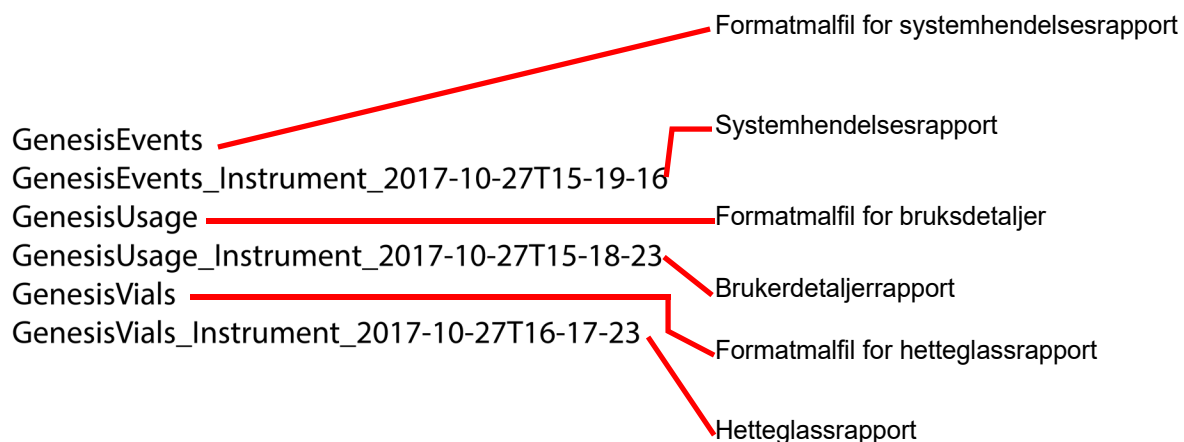 Formatmalfil for systemhendelsesrapport
GenesisEvents
Systemhendelsesrapport
GenesisEvents_Instrument_2017-10-27T15-19-16
GenesisUsage
Formatmalfil for bruksdetaljer
GenesisUsage_Instrument_2017-10-27T15-18-23
Brukerdetaljerrapport
GenesisVials
GenesisVials_Instrument_2017-10-27T16-17-23
Formatmalfil for hetteglassrapport
Hetteglassrapport